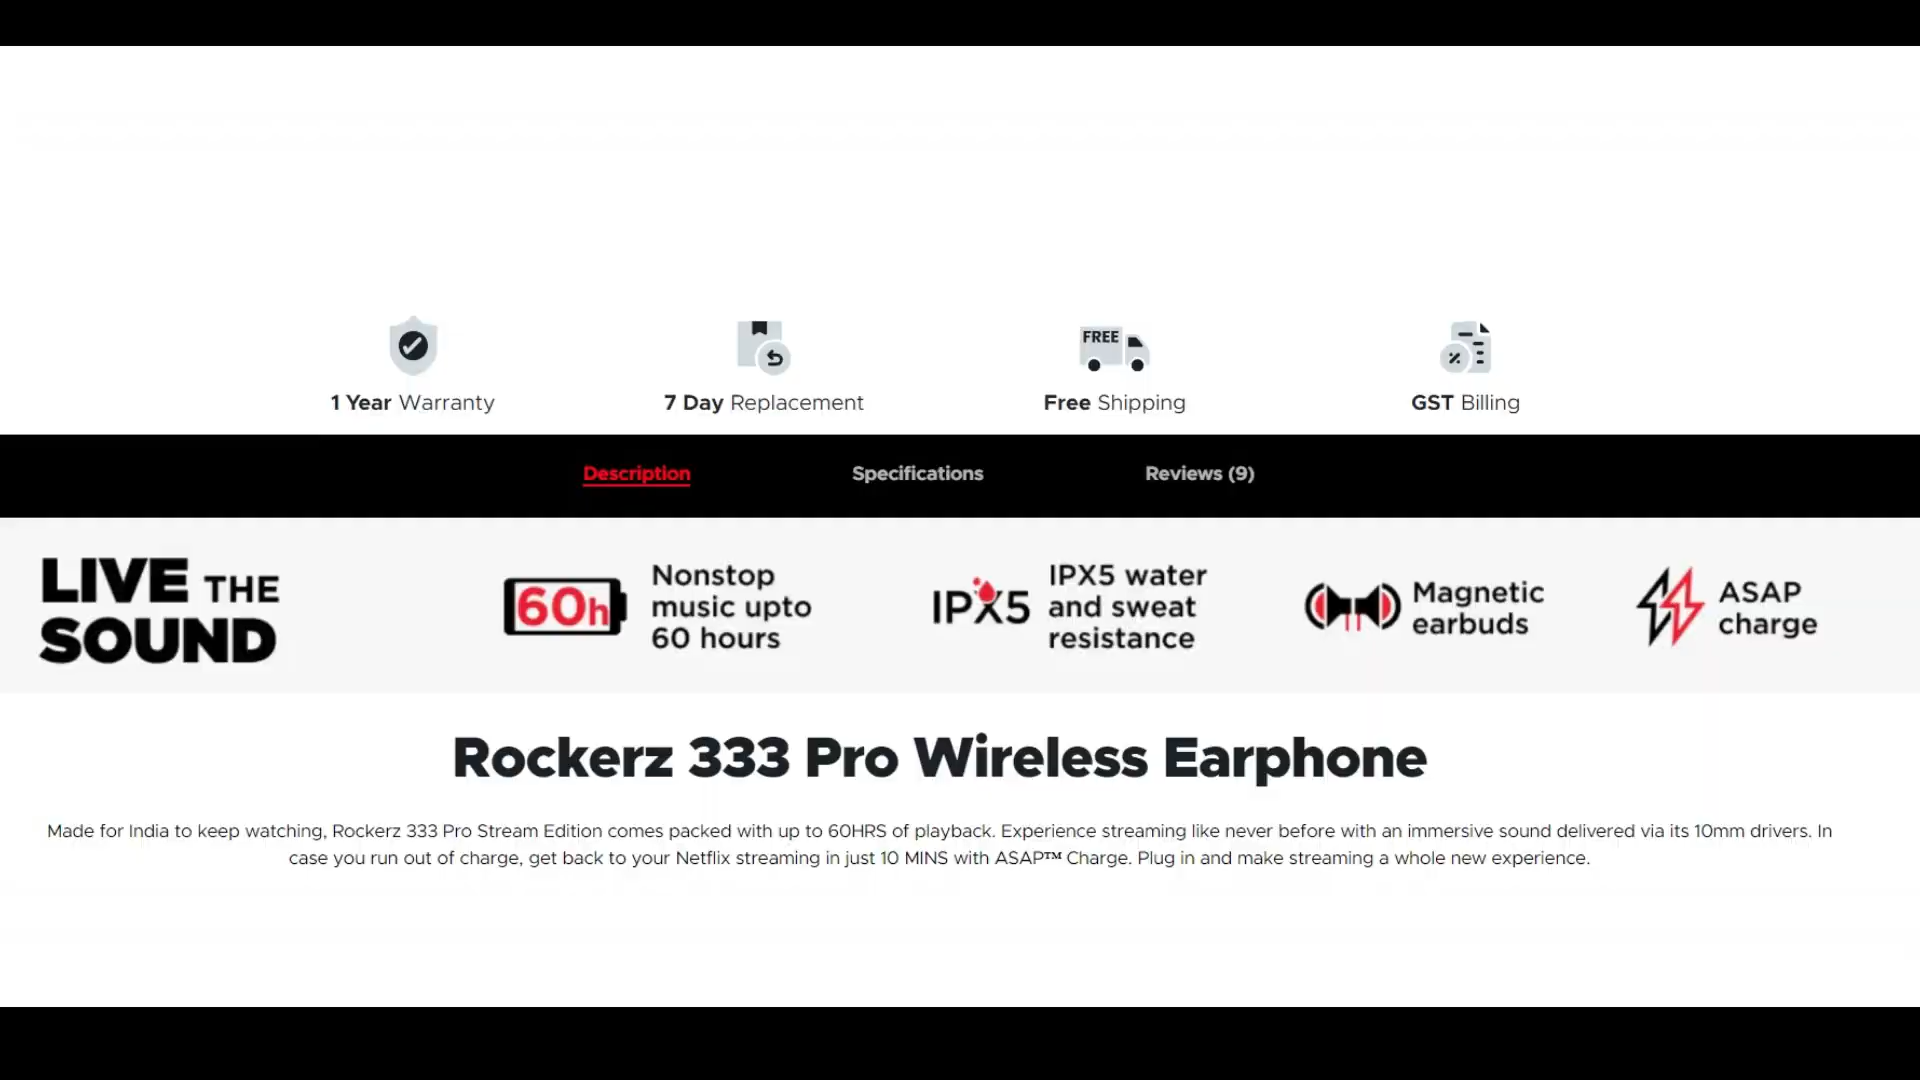 FREE
1 Year Warranty
7 Day Replacement
Free Shipping
GST Billing
Description
Specifications
Reviews (9)
LIVE THE
SOUND
60h
Nonstop
music upto
60 hours
IPX5
IPX5 water
and sweat
resistance
Magnetic
earbuds
ASAP
charge
Rockerz 333 Pro Wireless Earphone
Made for India to keep watching, Rockerz 333 Pro Stream Edition comes packed with up to 60HRS of playback. Experience streaming like never before with an immersive sound delivered via its 10mm drivers. In
case you run out of charge, get back to your Netflix streaming in just 10 MINS with ASAP™ Charge. Plug in and make streaming a whole new experience.